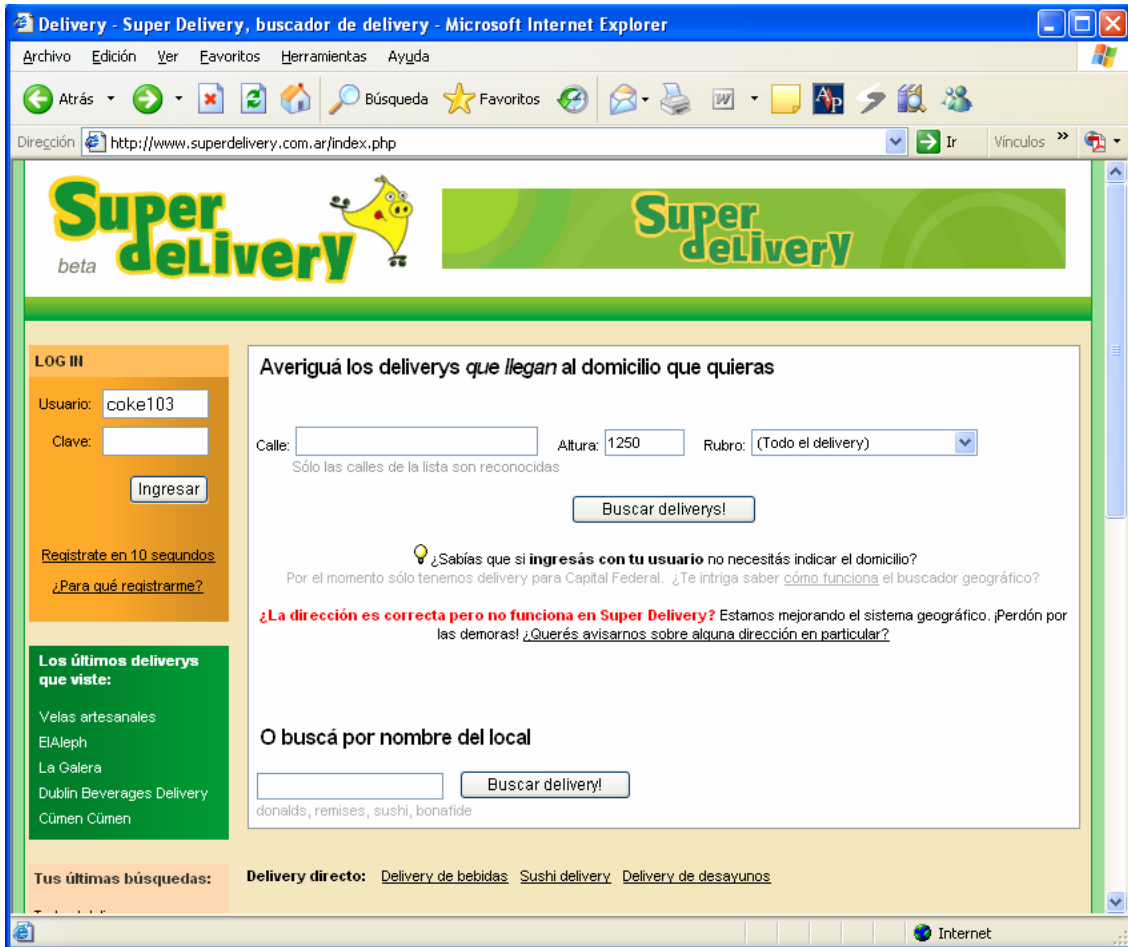 Delivery - Super Delivery, buscador de delivery - Microsoft Internet Explorer
Archivo Edición Ver Favoritos Herramientas Ayuda
Atrás Búsqueda Favoritos
Dirección http://www.superdelivery.com.ar/index.php Ir Vínculos »
Super
beta deLiverY
Super
deLiverY
LOG IN
Usuario: coke103
Clave:
Ingresar
Registrate en 10 segundos
¿Para qué registrarme?
Los últimos deliverys
que viste:
Velas artesanales
ElAleph
La Galera
Dublin Beverages Delivery
Cümen Cümen
Tus últimas búsquedas:
Averiguá los deliverys que llegan al domicilio que quieras
Calle: Altura: 1250 Rubro: (Todo el delivery)
Sólo las calles de la lista son reconocidas
Buscar deliverys!
¿Sabías que si ingresás con tu usuario no necesitás indicar el domicilio?
Por el momento sólo tenemos delivery para Capital Federal. ¿Te intriga saber cómo funciona el buscador geográfico?
¿La dirección es correcta pero no funciona en Super Delivery? Estamos mejorando el sistema geográfico. ¡Perdón por
las demoras! ¿Querés avisarnos sobre alguna dirección en particular?
O buscá por nombre del local
Buscar delivery!
donalds, remises, sushi, bonafide
Delivery directo: Delivery de bebidas Sushi delivery Delivery de desayunos
Internet